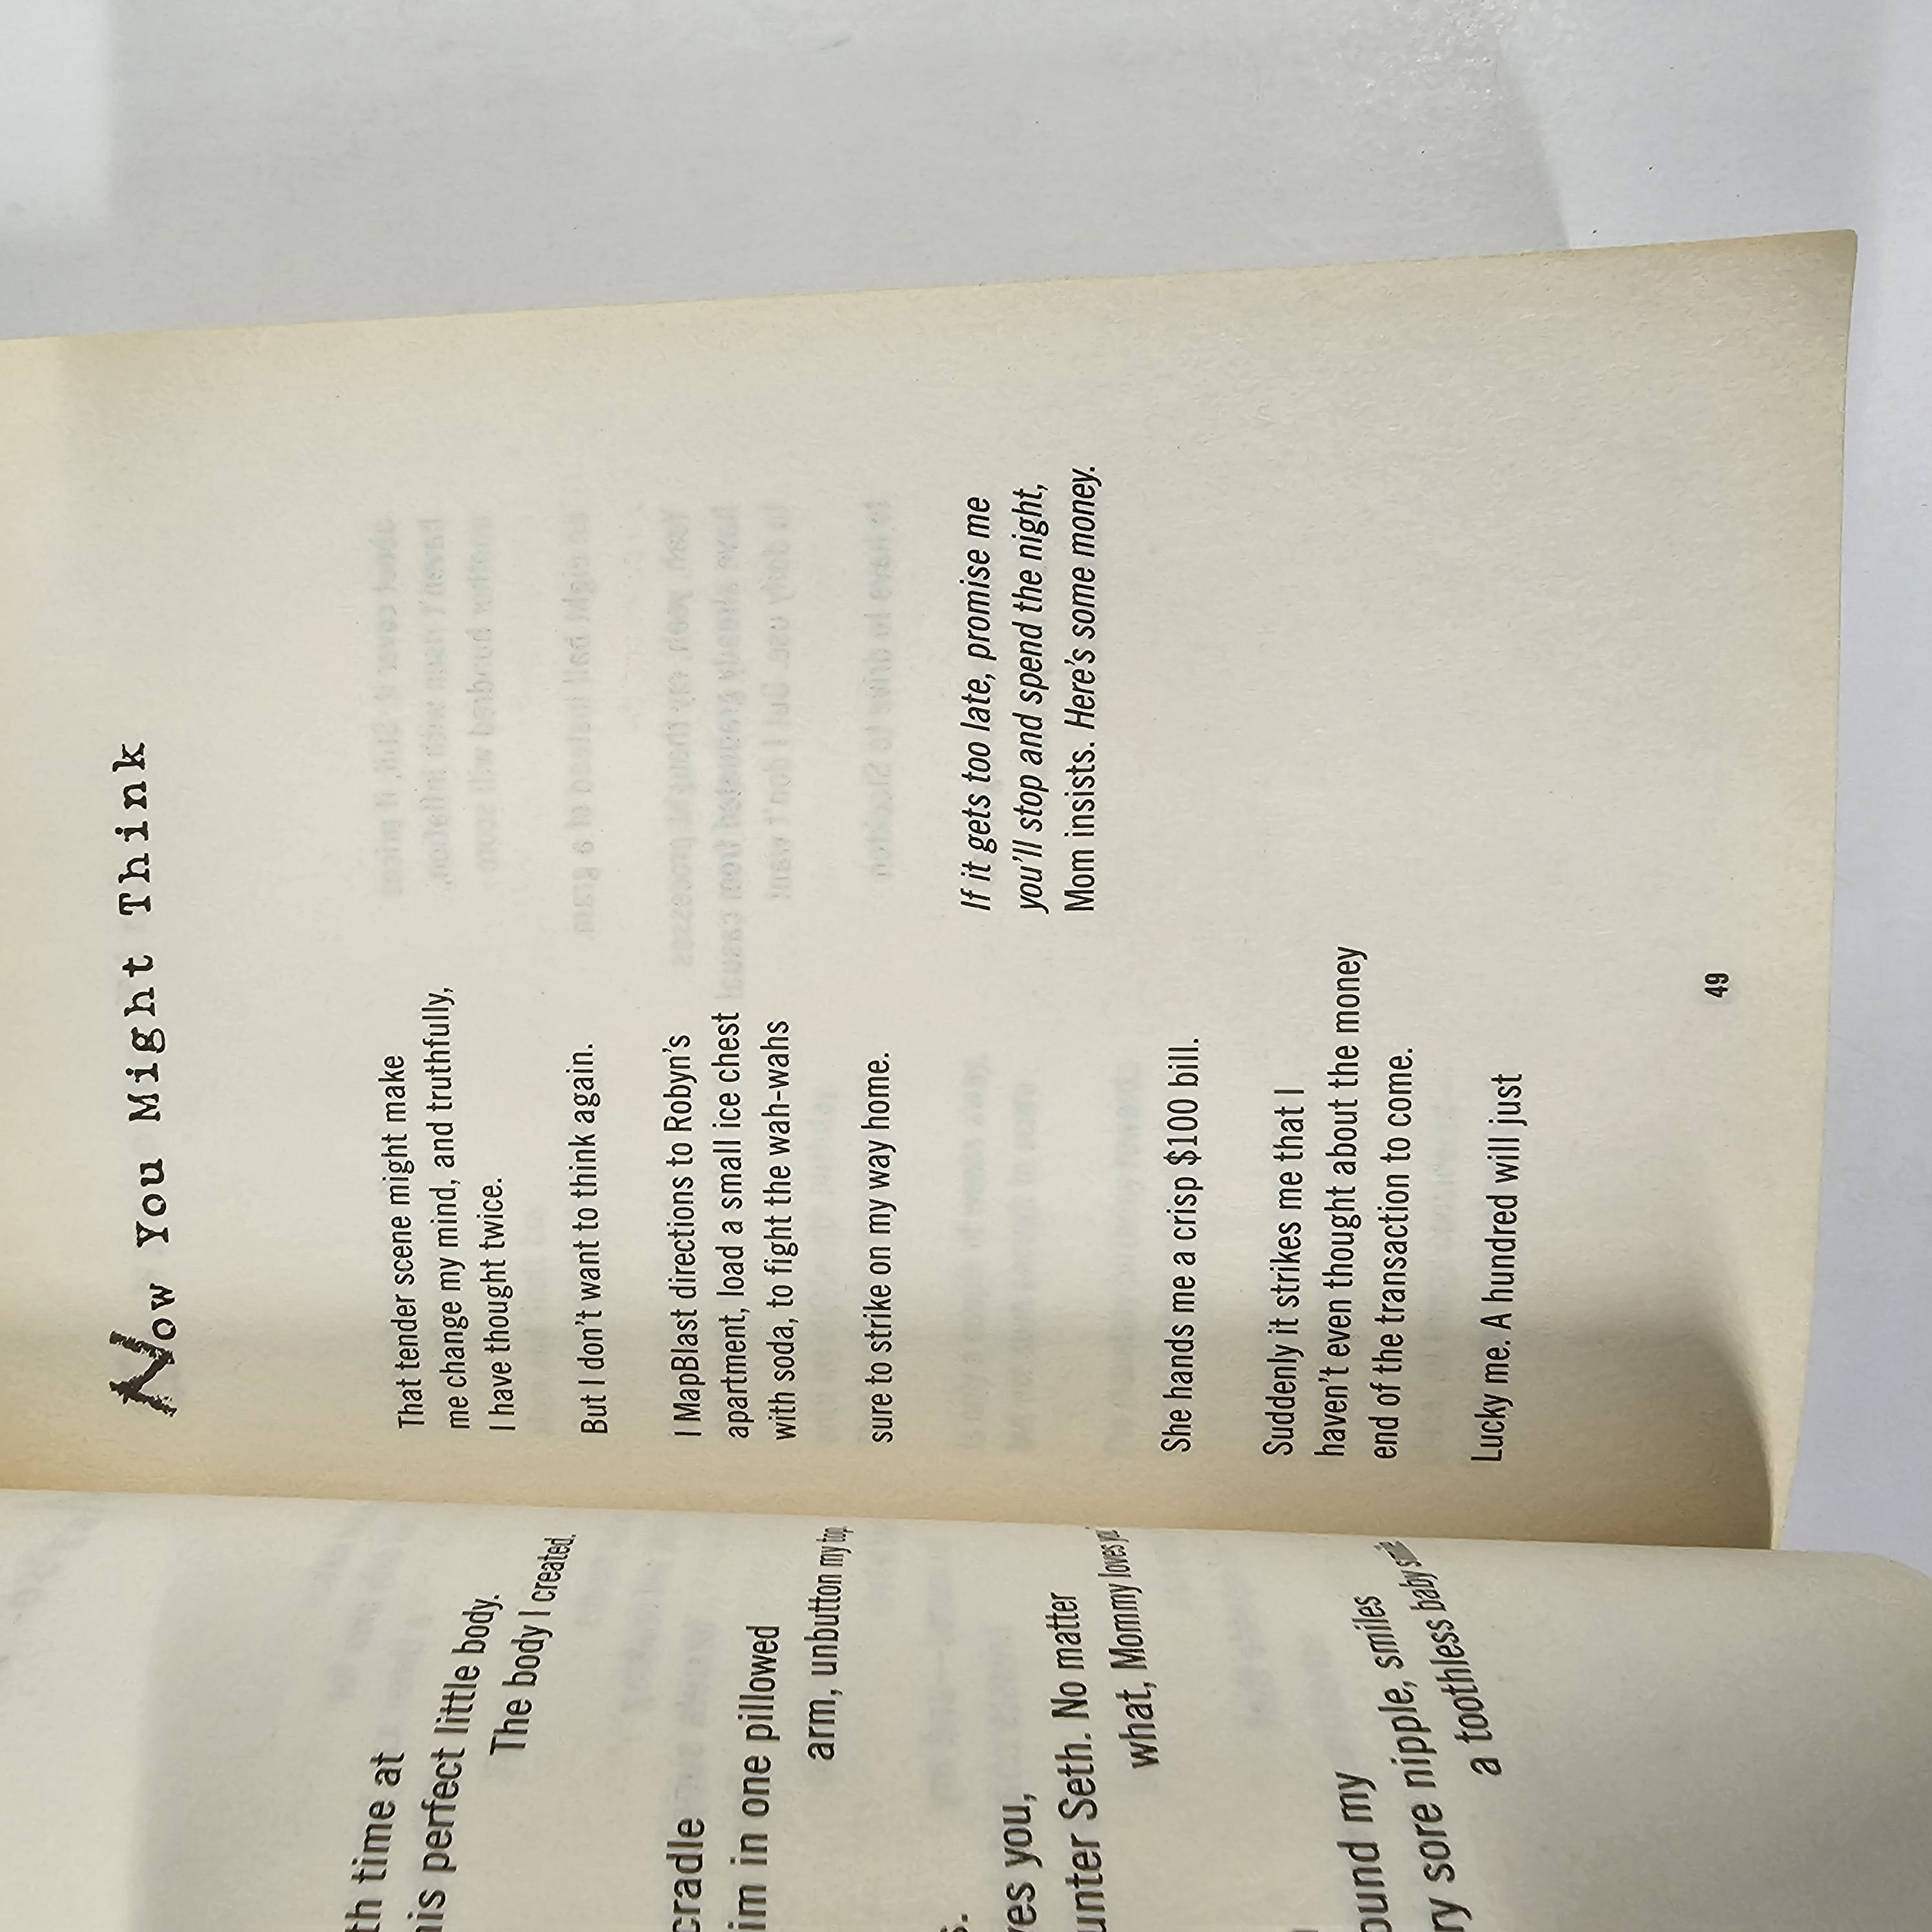 th time at
his perfect little body.
The body I created.
cradle
im in one pillowed
arm, unbutton my top.
s.
ves you,
unter Seth. No matter
what, Mommy loves you.
ound my
ry sore nipple, smiles
a toothless baby smile.
Now You Might Think
That tender scene might make
me change my mind, and truthfully,
I have thought twice.
But I don't want to think again.
I MapBlast directions to Robyn's
apartment, load a small ice chest
with soda, to fight the wah-wahs
sure to strike on my way home.
If it gets too late, promise me
you'll stop and spend the night,
Mom insists. Here's some money.
She hands me a crisp $100 bill.
Suddenly it strikes me that I
haven't even thought about the money
end of the transaction to come.
Lucky me. A hundred will just
49